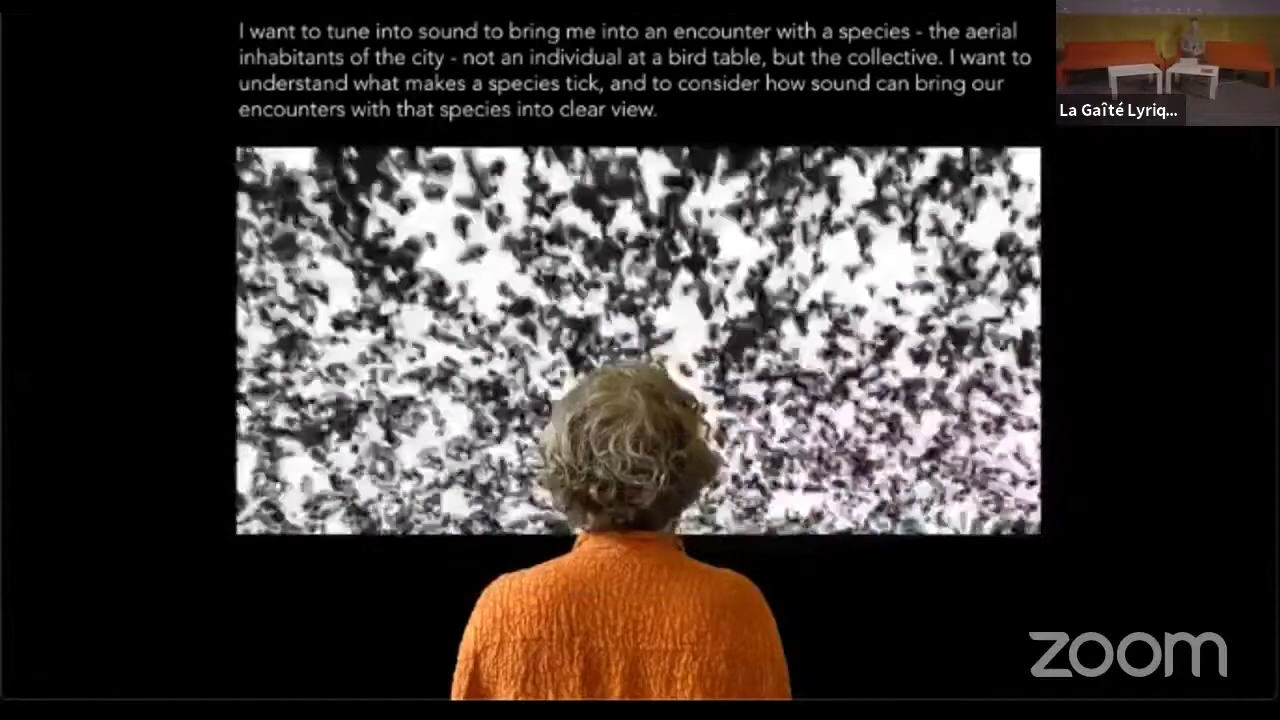 I want to tune into sound to bring me into an encounter with a species - the aerial
inhabitants of the city - not an individual at a bird table, but the collective. I want to
understand what makes a species tick, and to consider how sound can bring our
encounters with that species into clear view.
La Gaîté Lyriq...
zoom